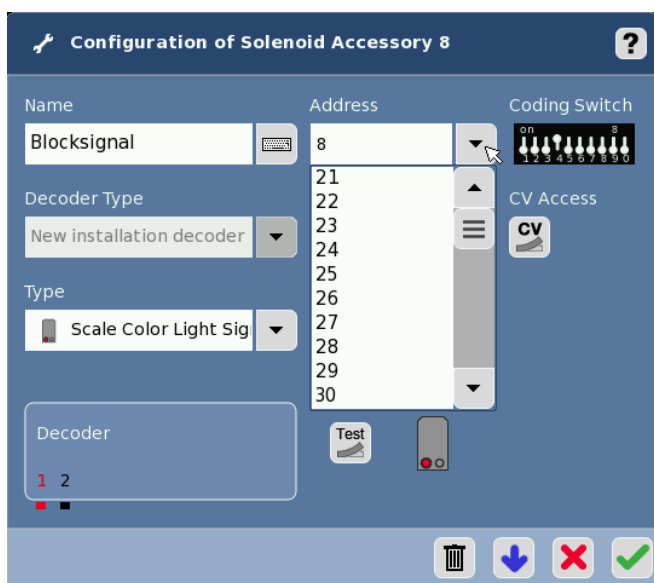 Configuration of Solenoid Accessory 8
?
Name
Address
Coding Switch
Blocksignal
8
on 8
1 2 3 4 5 6 7 8 9 0
21
Decoder Type
22
CV Access
New installation decoder
23
CV
24
25
Type
26
Scale Color Light Sig
27
28
29
30
Decoder
Test
1 2